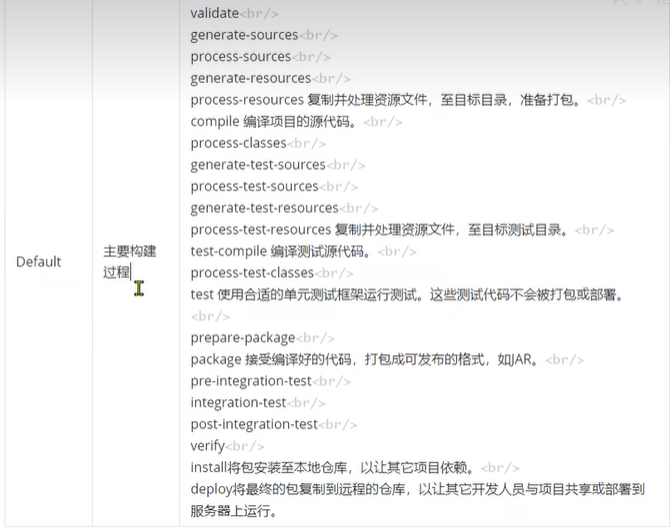 validate<br/>
generate-sources<br/>
process-sources<br/>
generate-resources<br/>
process-resources 复制并处理资源文件，至目标目录，准备打包。<br/>
compile 编译项目的源代码。<br/>
process-classes<br/>
generate-test-sources<br/>
process-test-sources<br/>
generate-test-resources<br/>
process-test-resources 复制并处理资源文件，至目标测试目录。<br/>
test-compile 编译测试源代码。<br/>
Default
主要构建
过程
process-test-classes<br/>
test 使用合适的单元测试框架运行测试。这些测试代码不会被打包或部署。
<br/>
prepare-package<br/>
package 接受编译好的代码，打包成可发布的格式，如JAR。<br/>
pre-integration-test<br/>
integration-test<br/>
post-integration-test<br/>
verify<br/>
install将包安装至本地仓库，以让其它项目依赖。<br/>
deploy将最终的包复制到远程的仓库，以让其它开发人员与项目共享或部署到
服务器上运行。